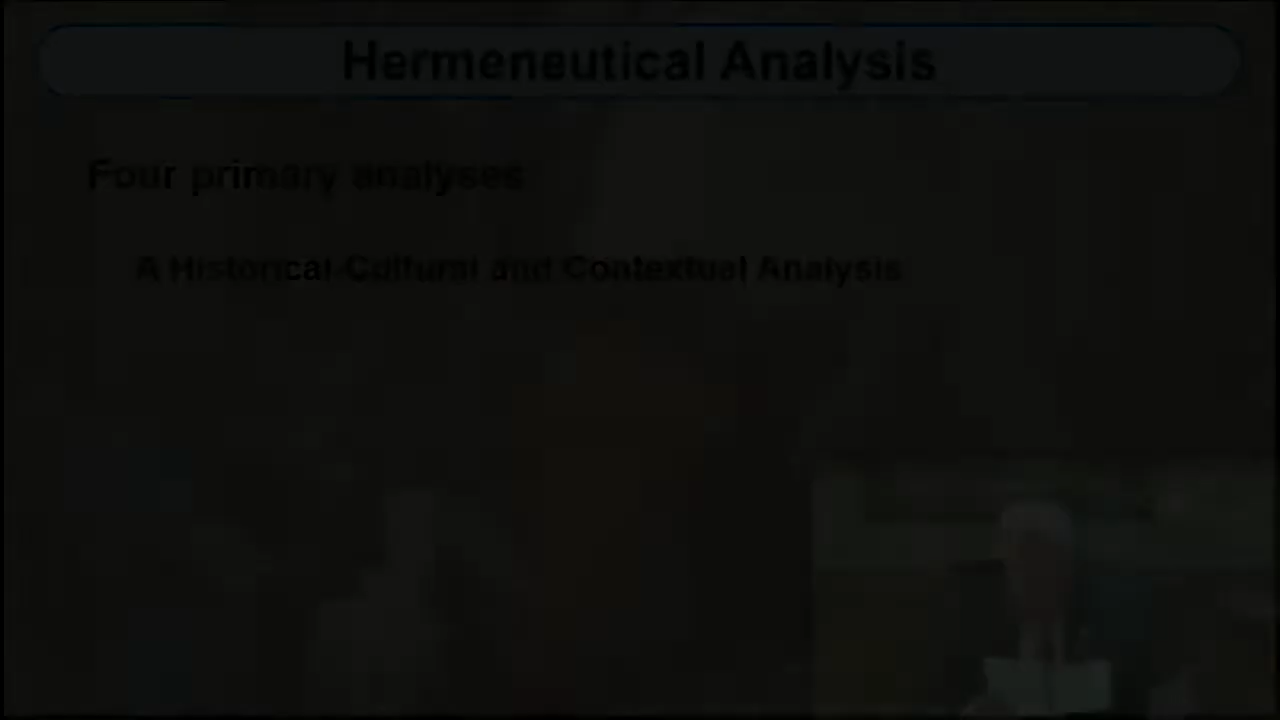 Hermeneutical Analysis
Four primary analyses
A Historical-Cultural and Contextual Analysis